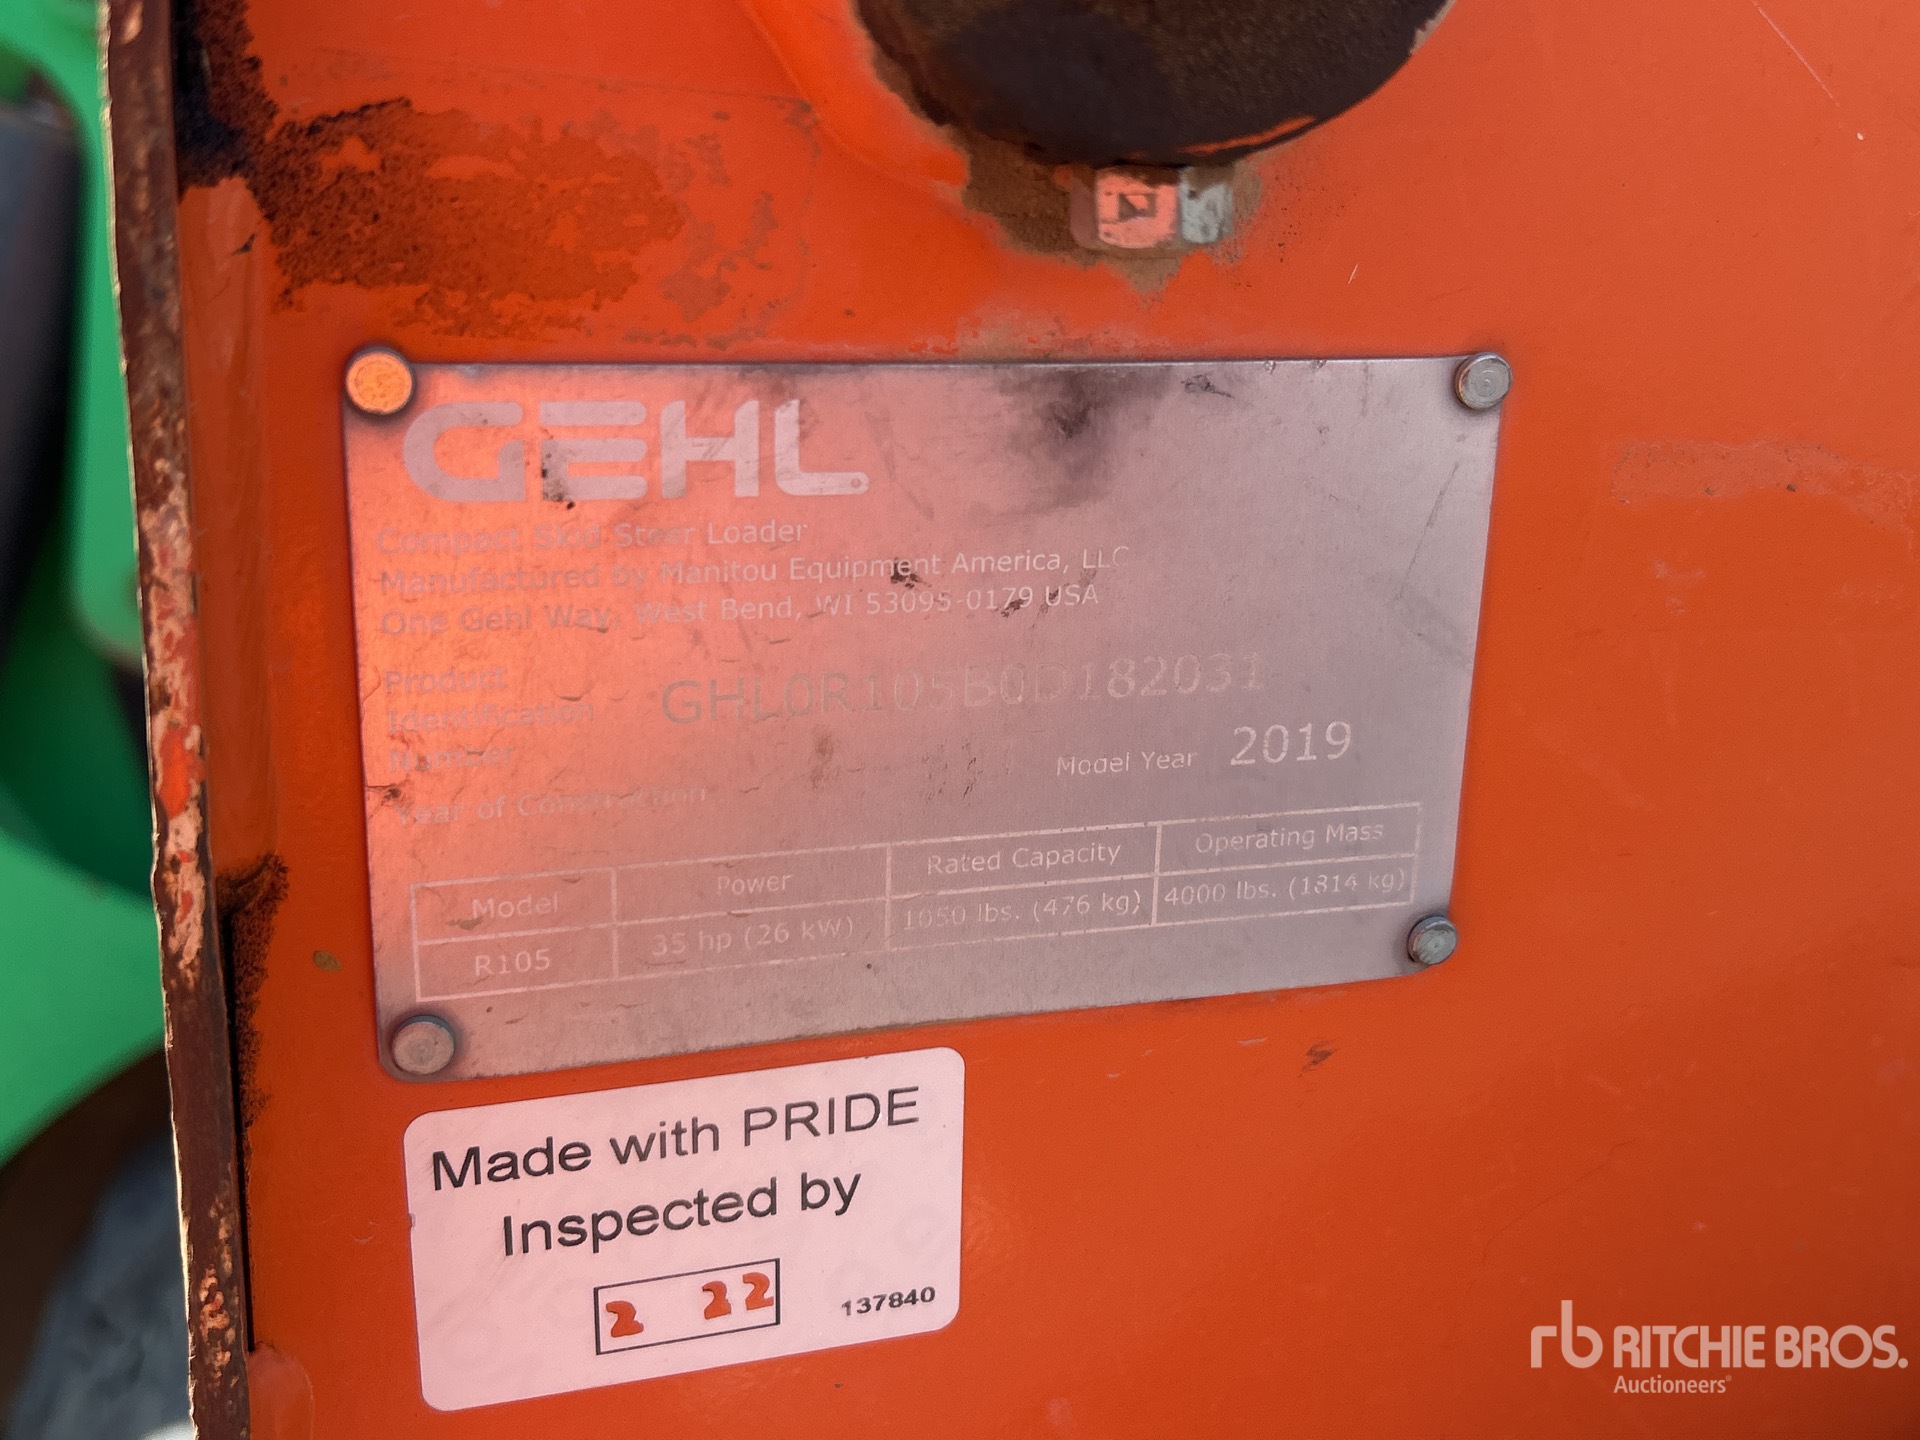 GEHL
Compact Skid Steer Loader
Manufactured by Manitou Equipment America, LLC
One Gehl Way, West Bend, WI 53095-0179 USA
Product
Identification
Number
GHL0R105B0D182031
Model Year 2019
Year of Construction
Model Power Rated Capacity Operating Mass
R105 35 hp (26 kW) 1050 lbs. (476 kg) 4000 lbs. (1814 kg)
Made with PRIDE
Inspected by
2 22
137840
rb RITCHIE BROS.
Auctioneers